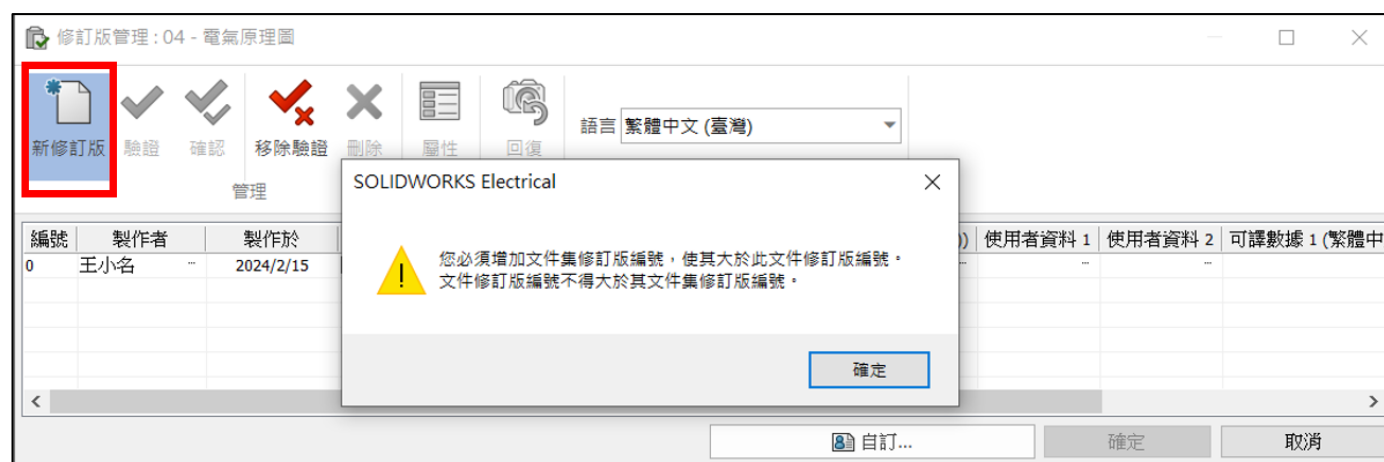 修訂版管理 : 04 - 電氣原理圖
新修訂版 驗證 確認 移除驗證 刪除 屬性 回復
語言 繁體中文 (臺灣)
管理
SOLIDWORKS Electrical
您必須增加文件集修訂版編號，使其大於此文件修訂版編號。
文件修訂版編號不得大於其文件集修訂版編號。
確定
編號 製作者 製作於 使用者資料 1 使用者資料 2 可譯數據 1 (繁體中
0 王小名 ... 2024/2/15 ... ...
自訂... 確定 取消